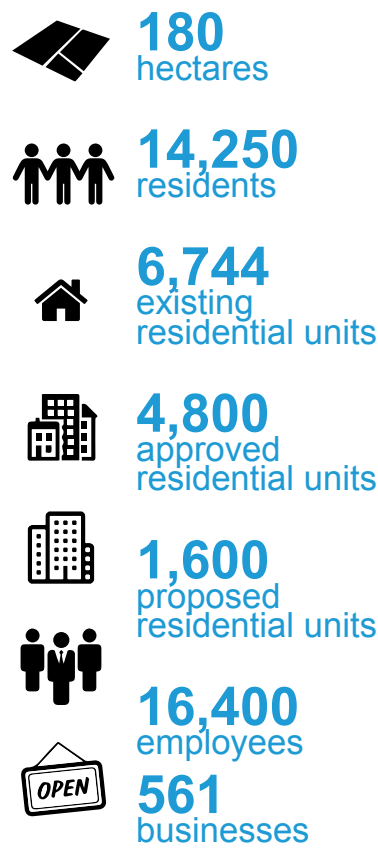 180
hectares
14,250
residents
6,744
existing
residential units
4,800
approved
residential units
1,600
proposed
residential units
16,400
employees
OPEN
561
businesses